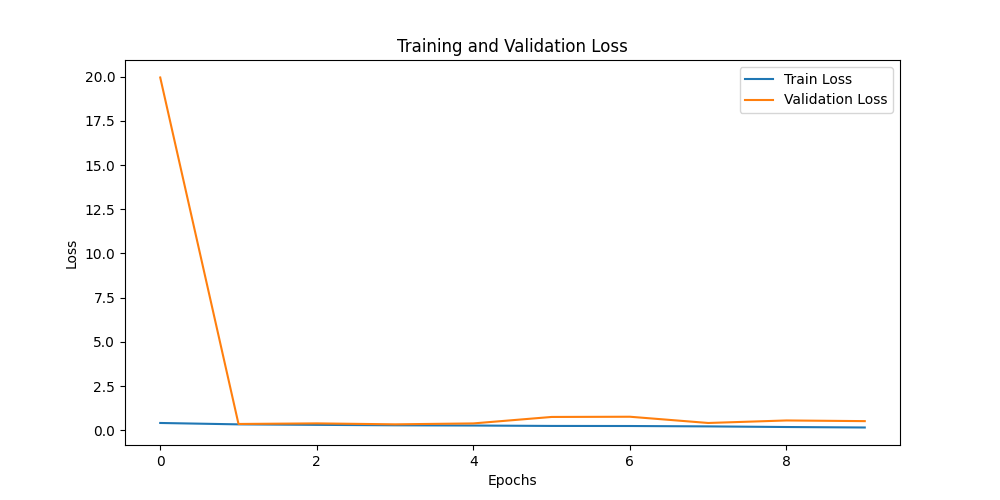 Training and Validation Loss
Train Loss
Validation Loss
20.0
17.5
15.0
12.5
10.0
7.5
5.0
2.5
0.0
Loss
0 2 4 6 8
Epochs